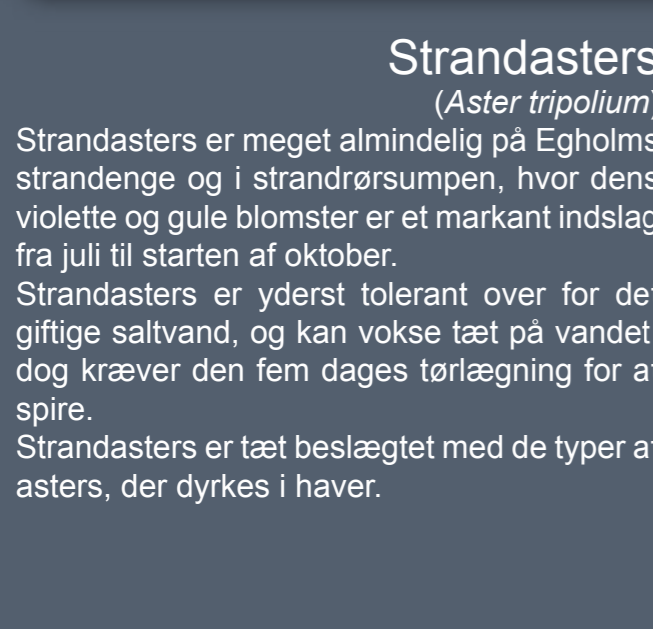 Strandasters
(Aster tripolium)
Strandasters er meget almindelig på Egholms
strandenge og i strandrørsumpen, hvor dens
violette og gule blomster er et markant indslag
fra juli til starten af oktober.
Strandasters er yderst tolerant over for det
giftige saltvand, og kan vokse tæt på vandet
dog kræver den fem dages tørlægning for at
spire.
Strandasters er tæt beslægtet med de typer af
asters, der dyrkes i haver.